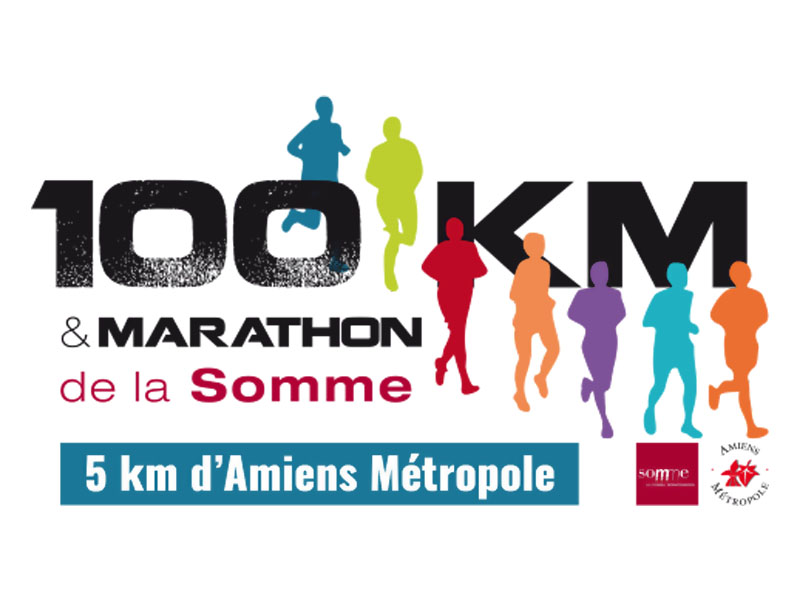 100 KM
& MARATHON
de la Somme
5 km d'Amiens Métropole
somme
AMIENS
MÉTROPOLE